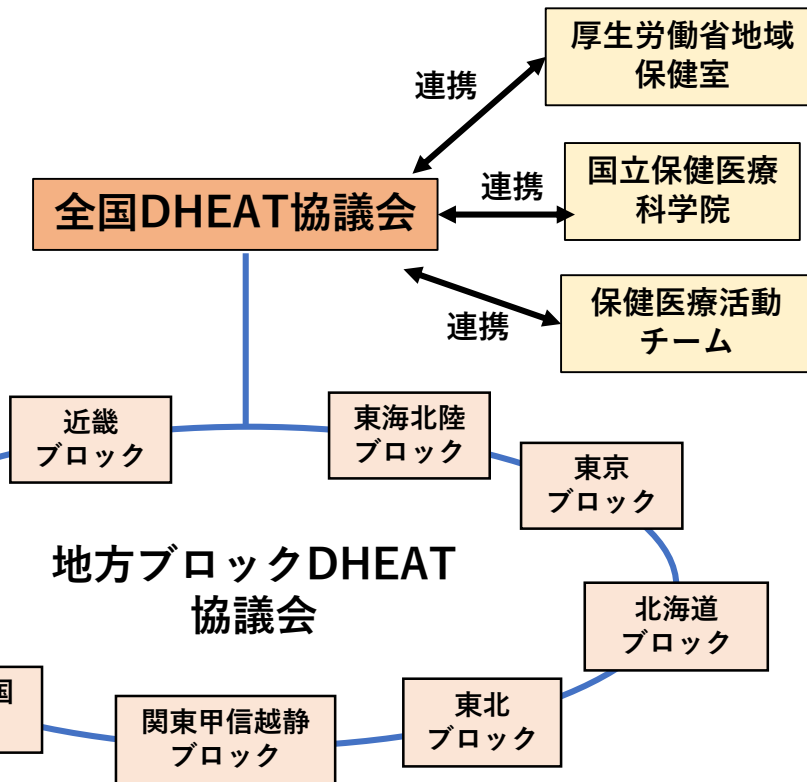 厚生労働省地域
保健室
連携
国立保健医療
科学院
連携
全国DHEAT協議会
保健医療活動
チーム
連携
近畿
ブロック
東海北陸
ブロック
東京
ブロック
地方ブロックDHEAT
協議会
北海道
ブロック
国
関東甲信越静
ブロック
東北
ブロック